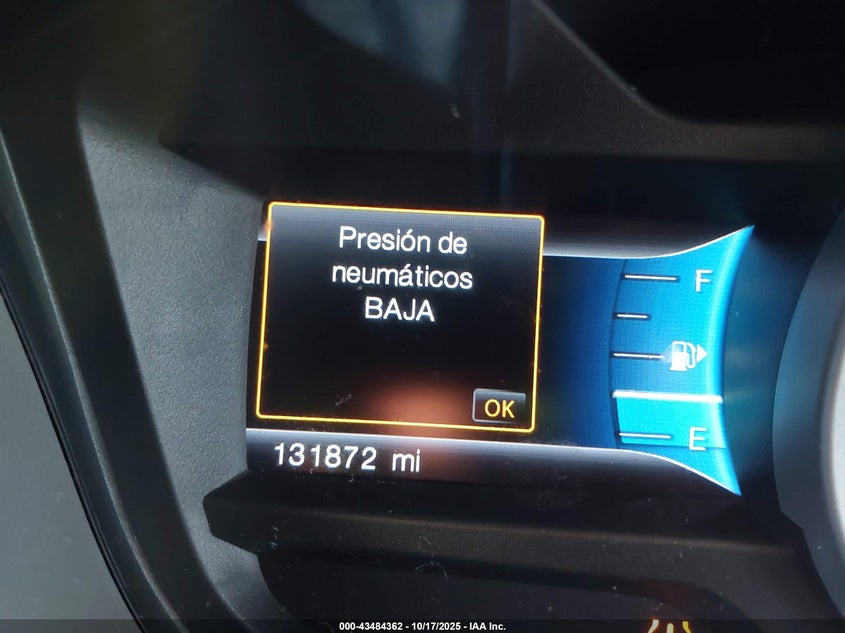 Presión de
neumáticos
BAJA
OK
F
E
131872 mi
000-43484362 - 10/17/2025 - IAA Inc.